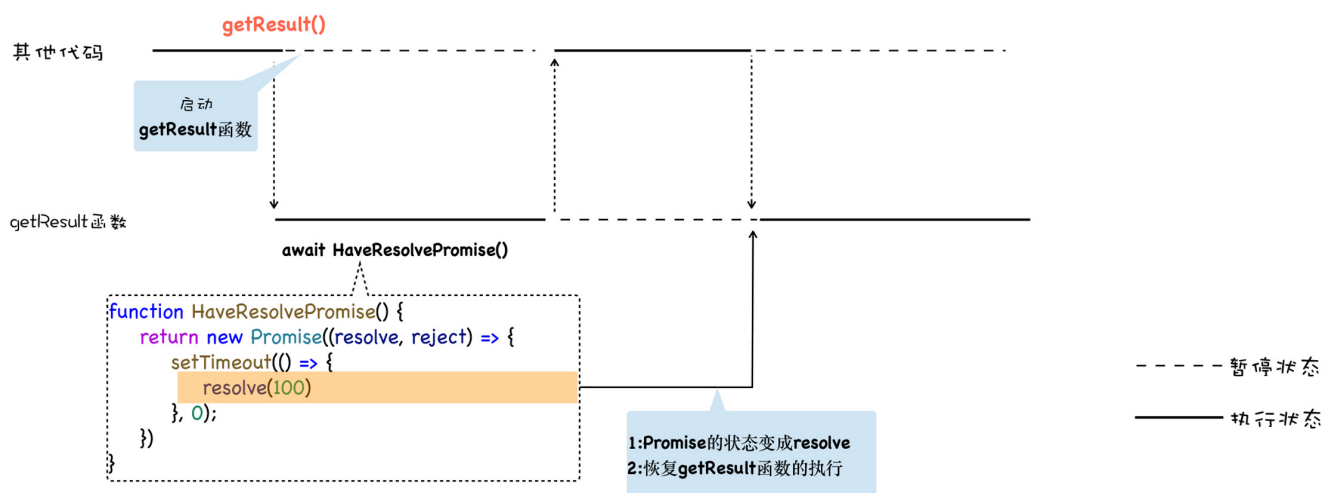 getResult()
其他代码
启动
getResult函数
getResult函数
await HaveResolvePromise()
function HaveResolvePromise() {
return new Promise((resolve, reject) => {
setTimeout(() => {
resolve(100)
}, 0);
})
}
1:Promise的状态变成resolve
2:恢复getResult函数的执行
暂停状态
执行状态